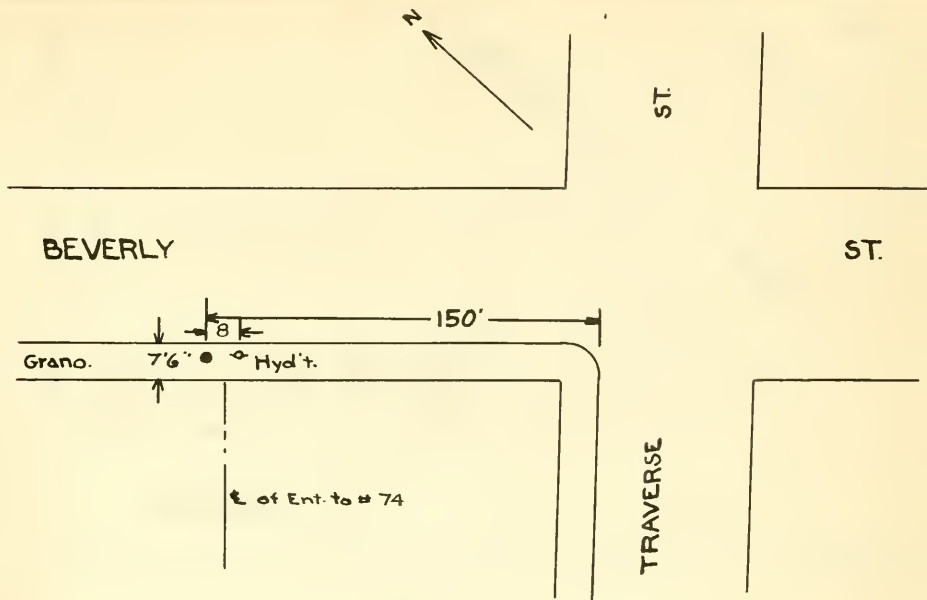 N
ST.
BEVERLY
ST.
150'
8
Grano.
7'6"
Hyd't.
℄ of Ent. to # 74
TRAVERSE